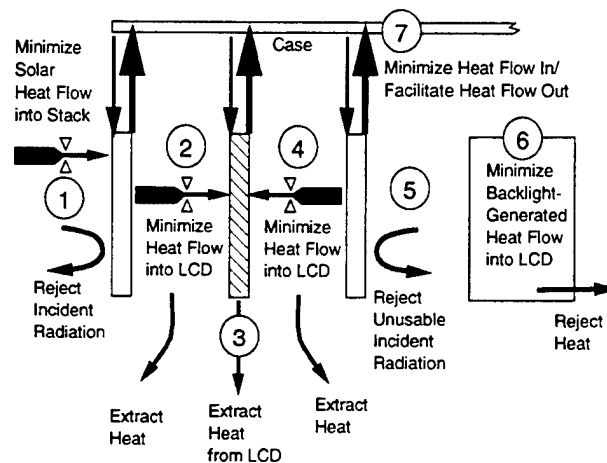 Minimize
Solar
Heat Flow
into Stack
Case
7
Minimize Heat Flow In/
Facilitate Heat Flow Out
1
2
4
5
6
Minimize
Backlight-
Generated
Heat Flow
into LCD
Minimize
Heat Flow
into LCD
Minimize
Heat Flow
into LCD
Reject
Incident
Radiation
3
Reject
Unusable
Incident
Radiation
Reject
Heat
Extract
Heat
Extract
Heat
from LCD
Extract
Heat